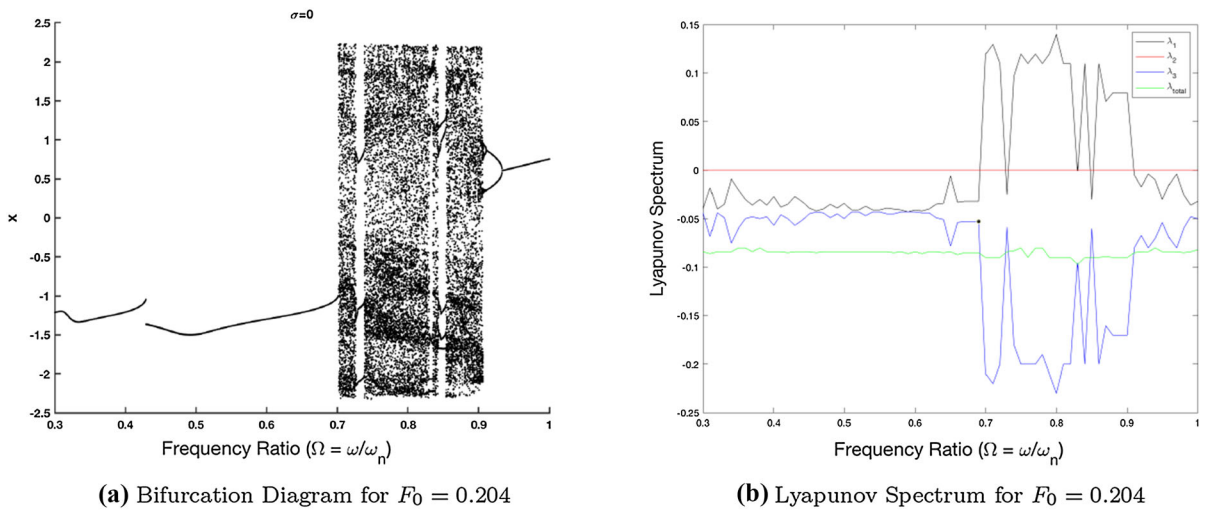 σ=0
2.5
2
1.5
1
0.5
0
-0.5
-1
-1.5
-2
-2.5
x
0.3 0.4 0.5 0.6 0.7 0.8 0.9 1
Frequency Ratio (Ω = ω/ωn)
(a) Bifurcation Diagram for F0 = 0.204
0.15
0.1
0.05
0
-0.05
-0.1
-0.15
-0.2
-0.25
Lyapunov Spectrum
λ1
λ2
λ3
λtotal
0.3 0.4 0.5 0.6 0.7 0.8 0.9 1
Frequency Ratio (Ω = ω/ωn)
(b) Lyapunov Spectrum for F0 = 0.204